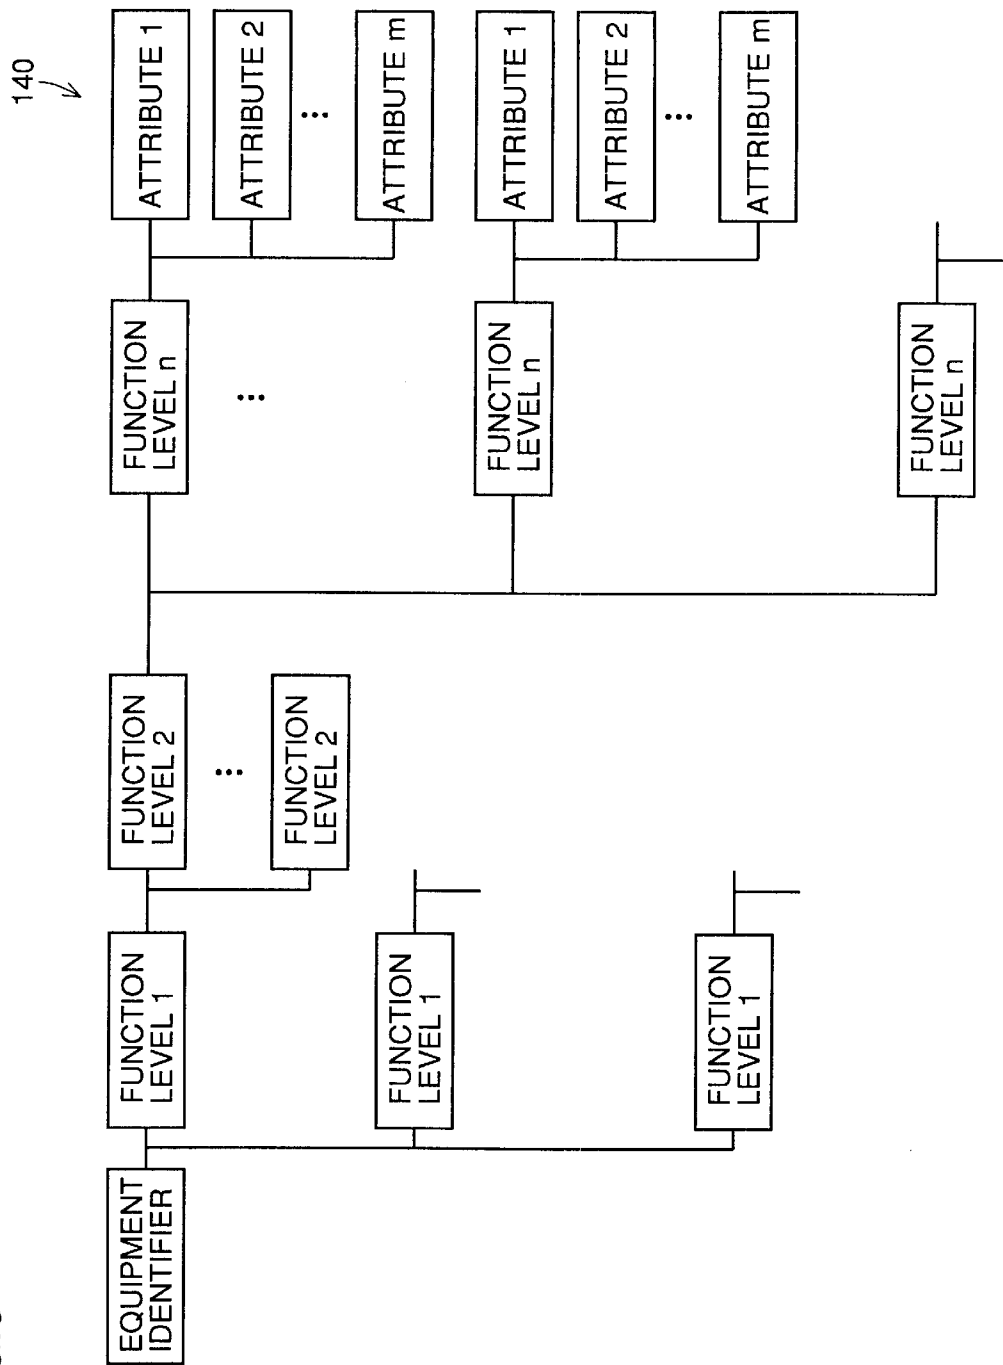 140
EQUIPMENT
IDENTIFIER
FUNCTION
LEVEL 1
FUNCTION
LEVEL 2
FUNCTION
LEVEL n
ATTRIBUTE 1
ATTRIBUTE 2
⋮
ATTRIBUTE m
⋮
FUNCTION
LEVEL 2
⋮
FUNCTION
LEVEL 1
FUNCTION
LEVEL n
ATTRIBUTE 1
ATTRIBUTE 2
⋮
ATTRIBUTE m
FUNCTION
LEVEL 1
FUNCTION
LEVEL n